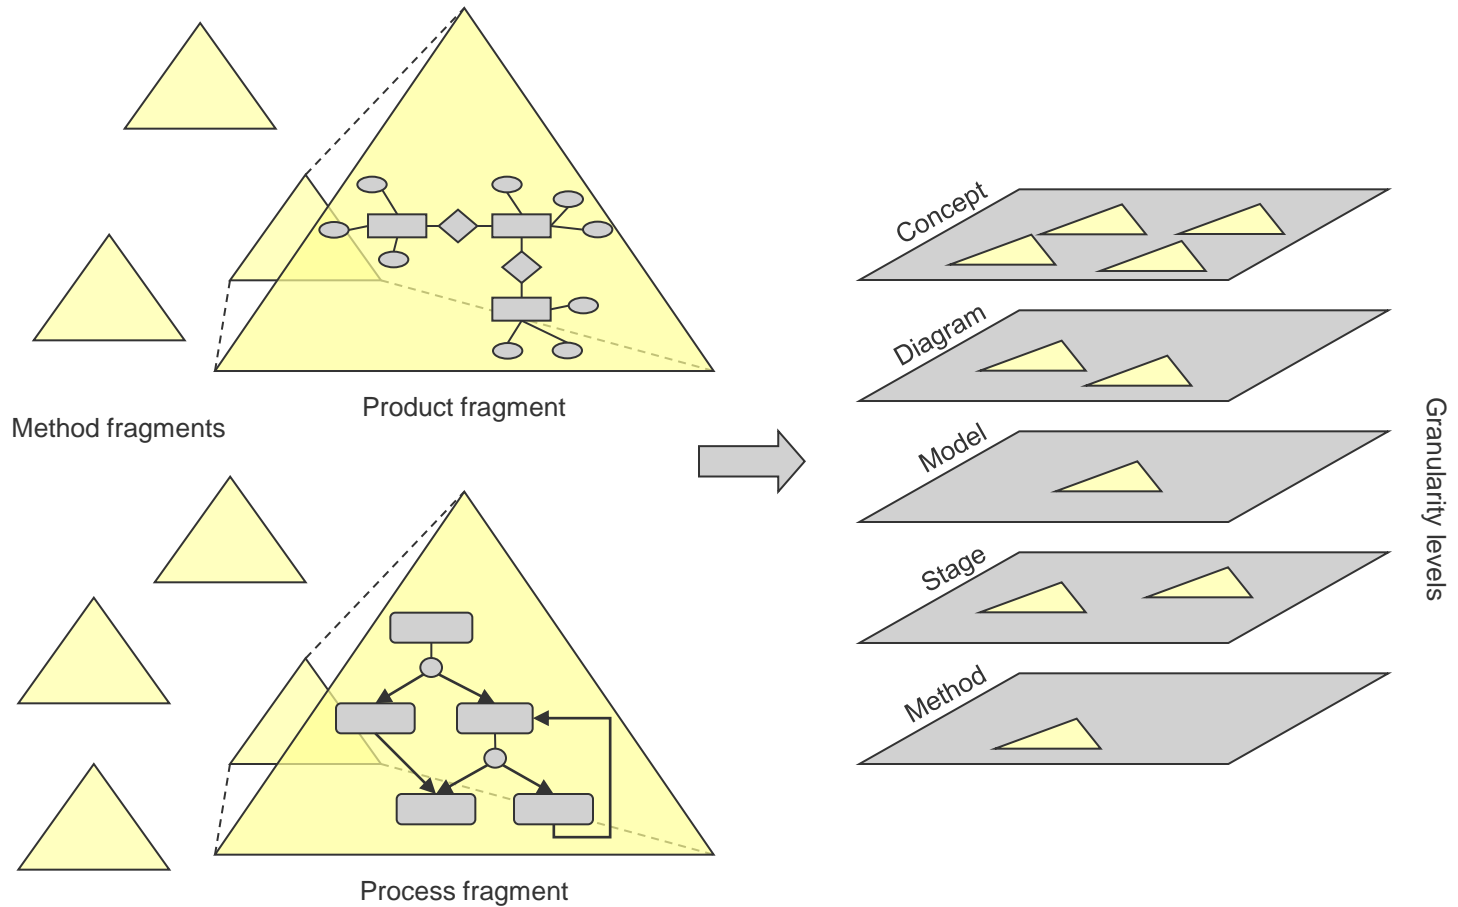 Method fragments
Product fragment
Process fragment
Concept
Diagram
Model
Stage
Method
Granularity levels